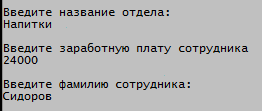 Введите название отдела:
Напитки
Введите заработную плату сотрудника
24000
Введите фамилию сотрудника:
Сидоров